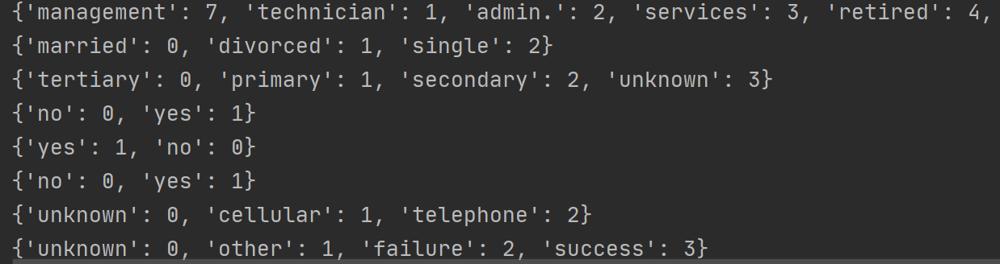 {'management': 7, 'technician': 1, 'admin.': 2, 'services': 3, 'retired': 4,
{'married': 0, 'divorced': 1, 'single': 2}
{'tertiary': 0, 'primary': 1, 'secondary': 2, 'unknown': 3}
{'no': 0, 'yes': 1}
{'yes': 1, 'no': 0}
{'no': 0, 'yes': 1}
{'unknown': 0, 'cellular': 1, 'telephone': 2}
{'unknown': 0, 'other': 1, 'failure': 2, 'success': 3}